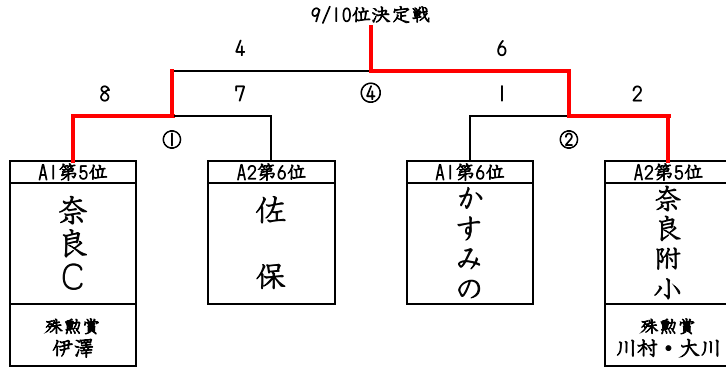 9/10位決定戦
4
6
8
7
④
1
2
①
②
A1第5位
A2第6位
A1第6位
A2第5位
奈良C
佐保
かすみの
奈良附小
殊勲賞
伊澤
殊勲賞
川村・大川